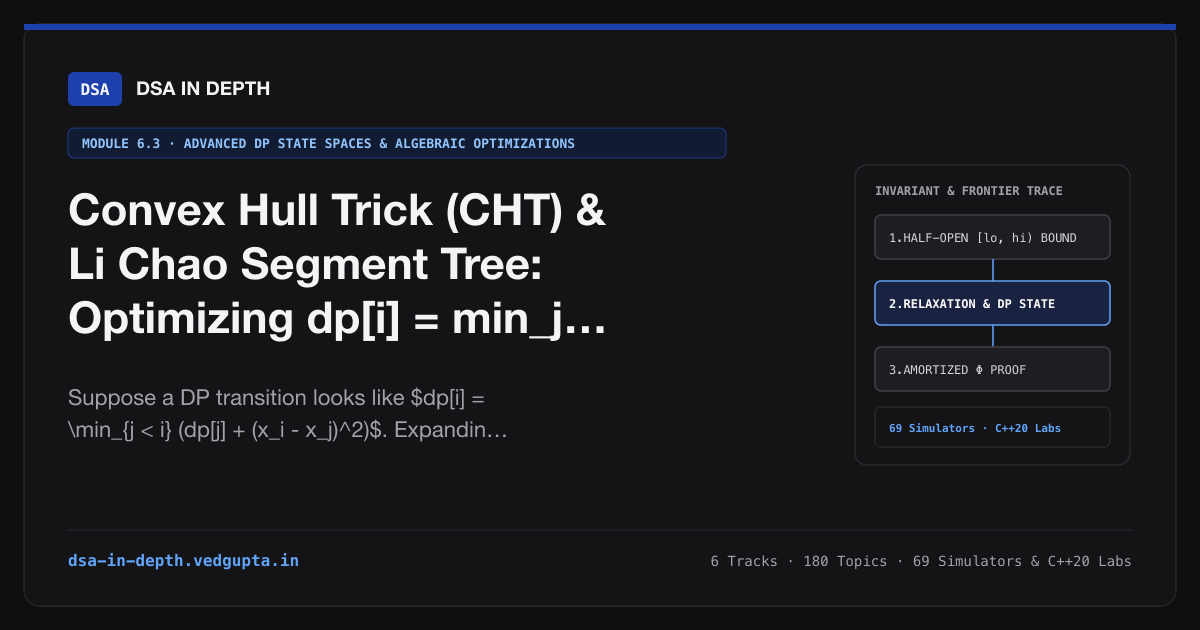 DSA
DSA IN DEPTH
MODULE 6.3 · ADVANCED DP STATE SPACES & ALGEBRAIC OPTIMIZATIONS
Convex Hull Trick (CHT) &
Li Chao Segment Tree:
Optimizing dp[i] = min_j...
Suppose a DP transition looks like $dp[i] =
\min_{j < i} (dp[j] + (x_i - x_j)^2)$. Expandin...
INVARIANT & FRONTIER TRACE
1.HALF-OPEN [lo, hi) BOUND
2.RELAXATION & DP STATE
3.AMORTIZED Φ PROOF
69 Simulators · C++20 Labs
dsa-in-depth.vedgupta.in
6 Tracks · 180 Topics · 69 Simulators & C++20 Labs